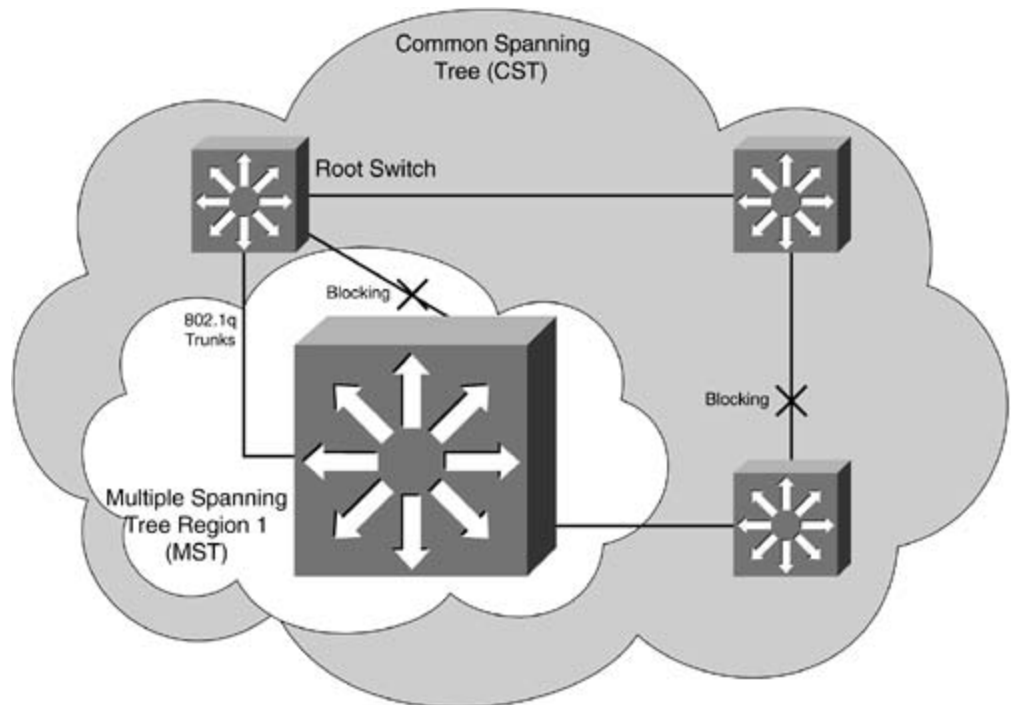 Common Spanning
Tree (CST)
Root Switch
Blocking
802.1q
Trunks
Blocking
Multiple Spanning
Tree Region 1
(MST)